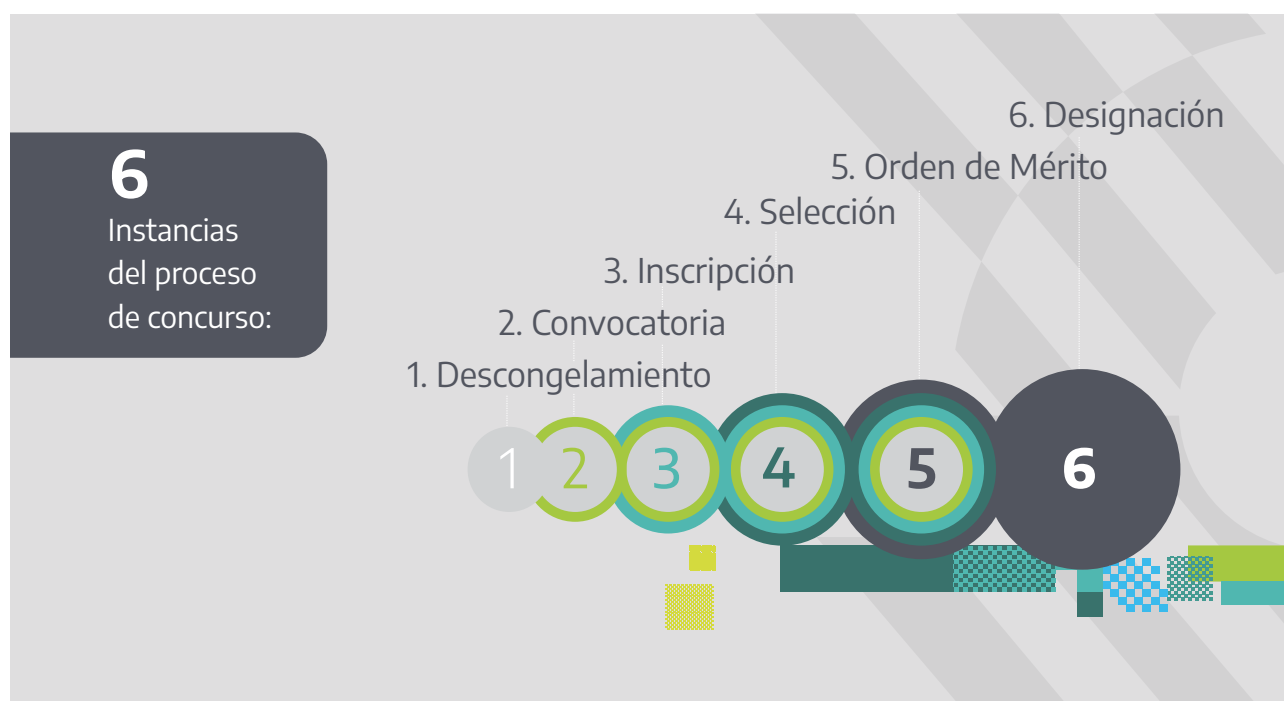 6
Instancias
del proceso
de concurso:
6. Designación
5. Orden de Mérito
4. Selección
3. Inscripción
2. Convocatoria
1. Descongelamiento
1 2 3 4 5 6